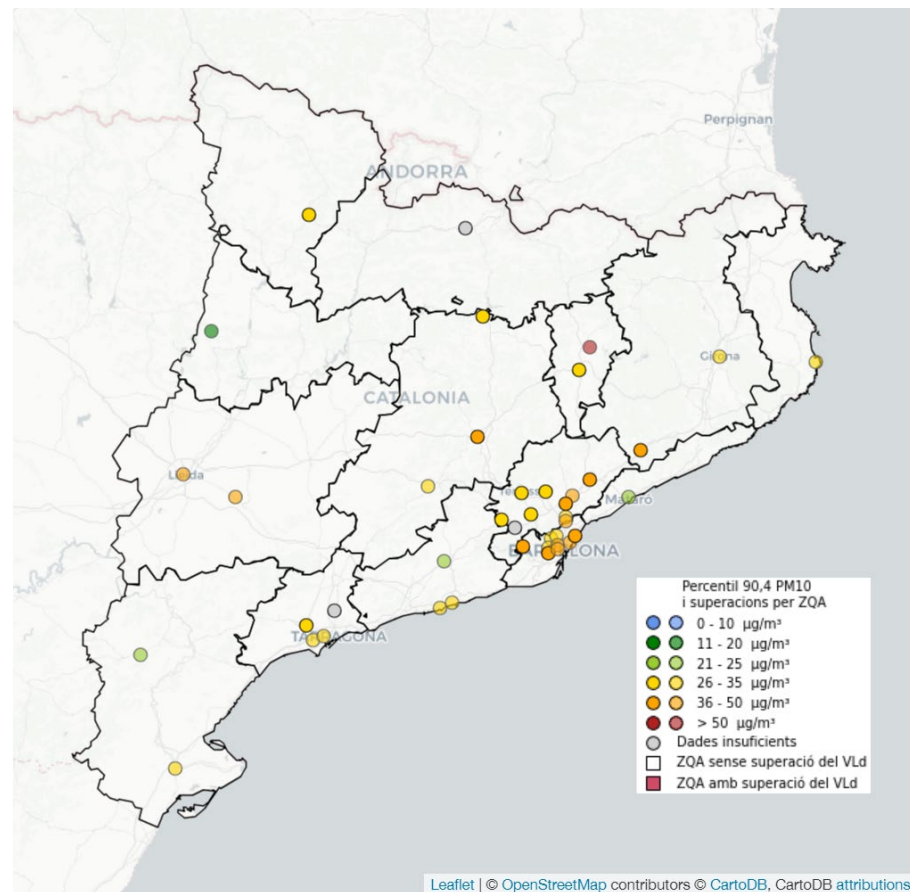 Perpignan
ANDORRA
Girona
CATALONIA
Lleida
Mataró
BARCELONA
TARRAGONA
Percentil 90,4 PM10
i superacions per ZQA
0 - 10 µg/m³
11 - 20 µg/m³
21 - 25 µg/m³
26 - 35 µg/m³
36 - 50 µg/m³
> 50 µg/m³
Dades insuficients
ZQA sense superació del VLd
ZQA amb superació del VLd
Leaflet | © OpenStreetMap contributors © CartoDB, CartoDB attributions